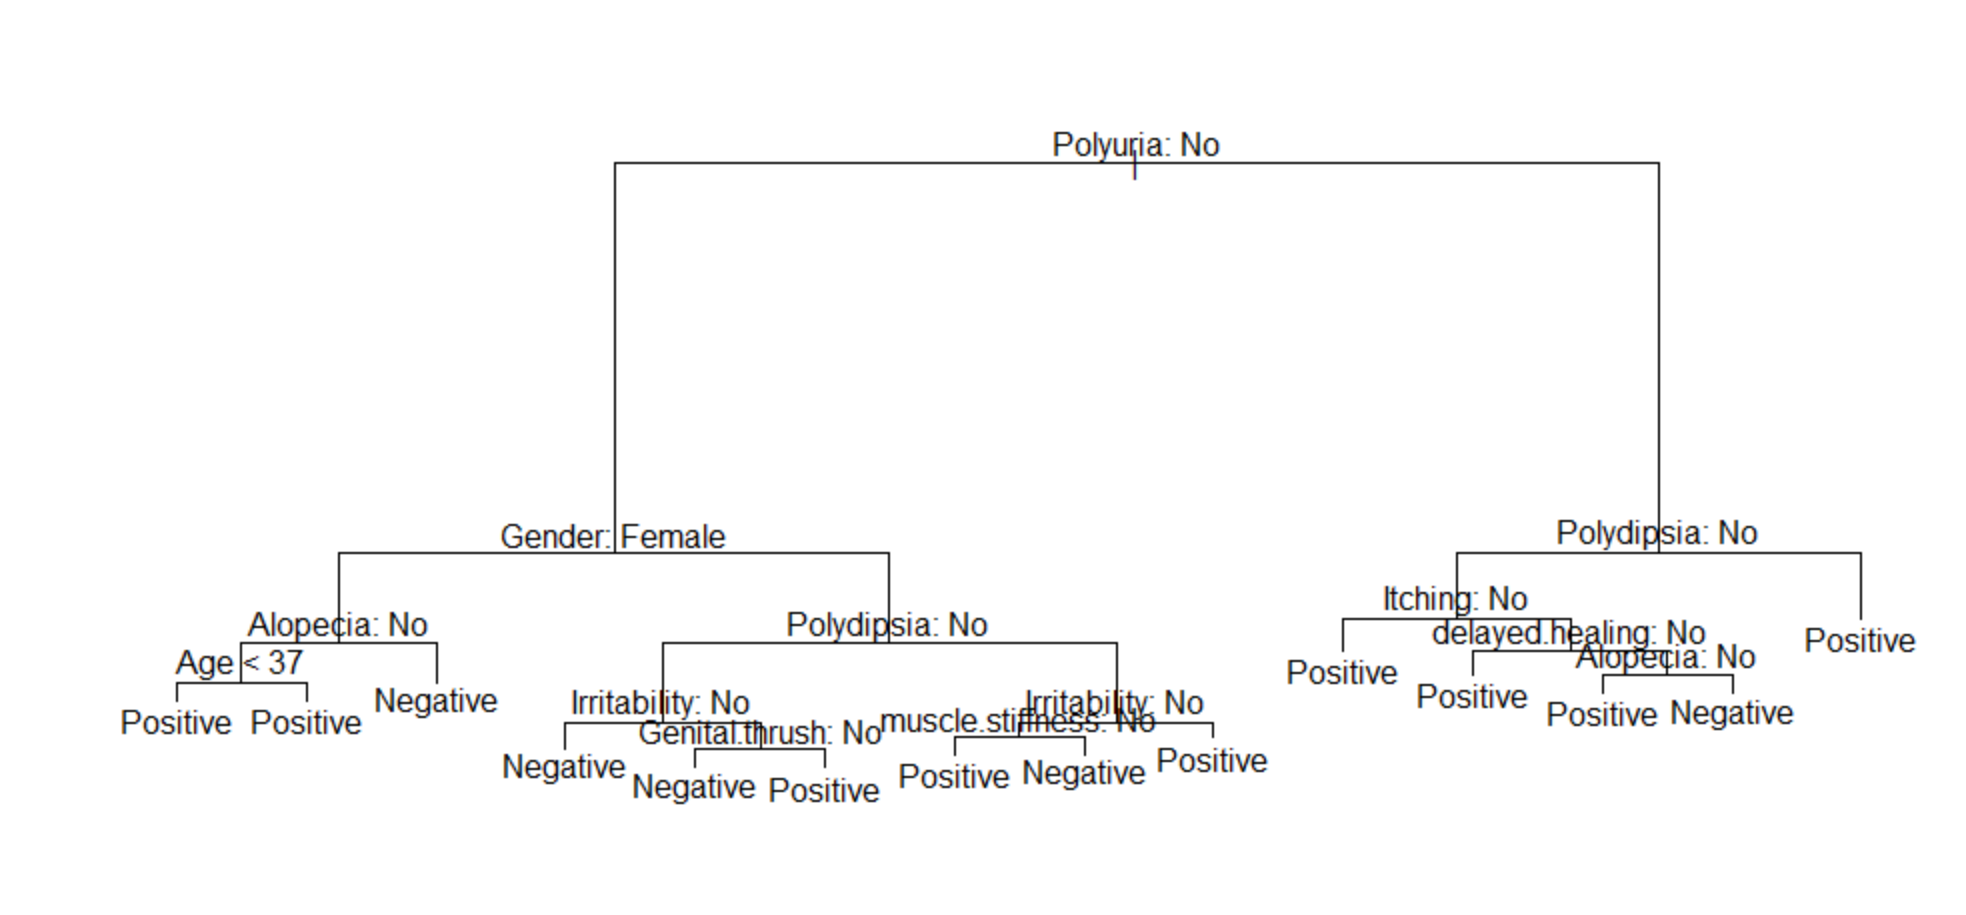 Polyuria: No
Gender: Female
Polydipsia: No
Alopecia: No
Polydipsia: No
Itching: No
delayed.healing: No
Positive
Age < 37
Alopecia: No
Positive
Negative
Irritability: No
Irritability: No
Positive
Positive
Positive
Genital.thrush: No
muscle.stiffness: No
Positive
Negative
Negative
Positive
Negative
Positive
Negative
Positive